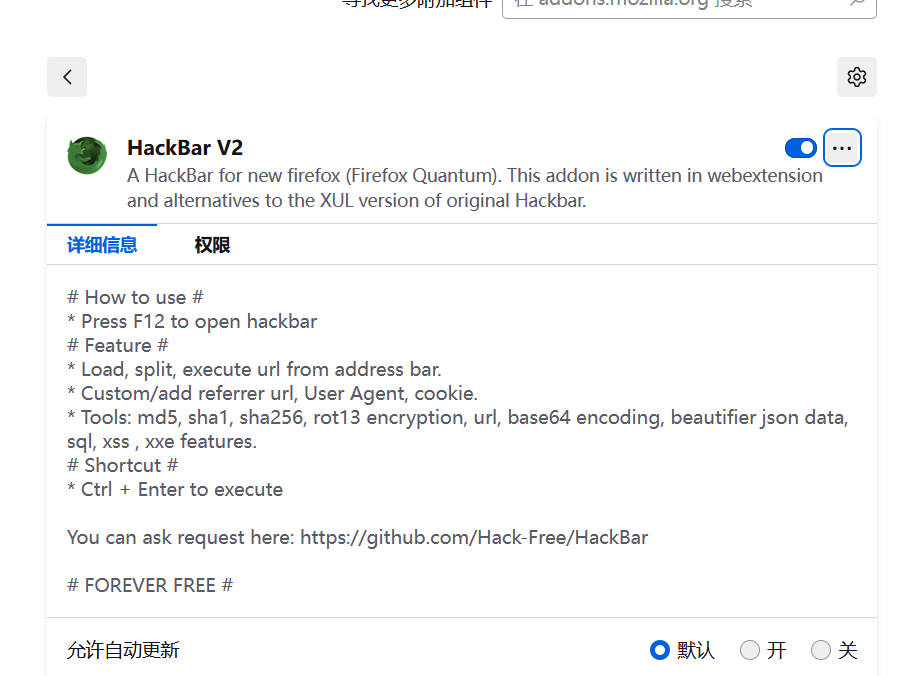 寻找更多附加组件
在 addons.mozilla.org 搜索
HackBar V2
A HackBar for new firefox (Firefox Quantum). This addon is written in webextension
and alternatives to the XUL version of original Hackbar.
详细信息
权限
# How to use #
* Press F12 to open hackbar
# Feature #
* Load, split, execute url from address bar.
* Custom/add referrer url, User Agent, cookie.
* Tools: md5, sha1, sha256, rot13 encryption, url, base64 encoding, beautifier json data,
sql, xss , xxe features.
# Shortcut #
* Ctrl + Enter to execute
You can ask request here: https://github.com/Hack-Free/HackBar
# FOREVER FREE #
允许自动更新
默认
开
关